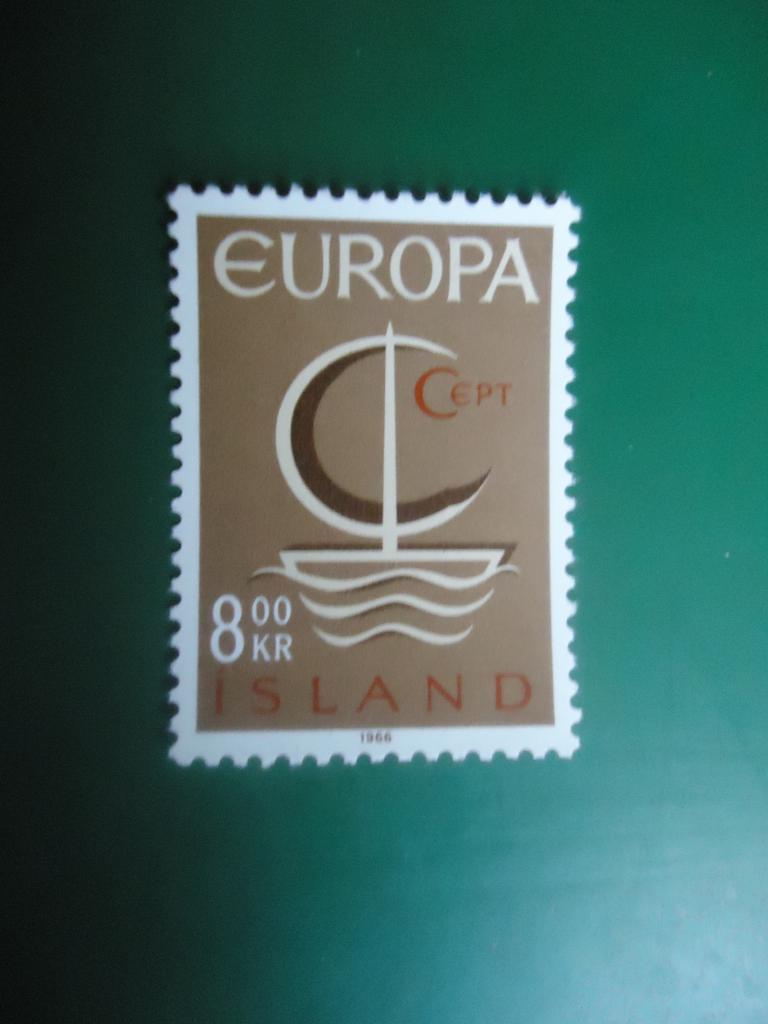 EUROPA
CEPT
8 00
KR
ÍSLAND
1966